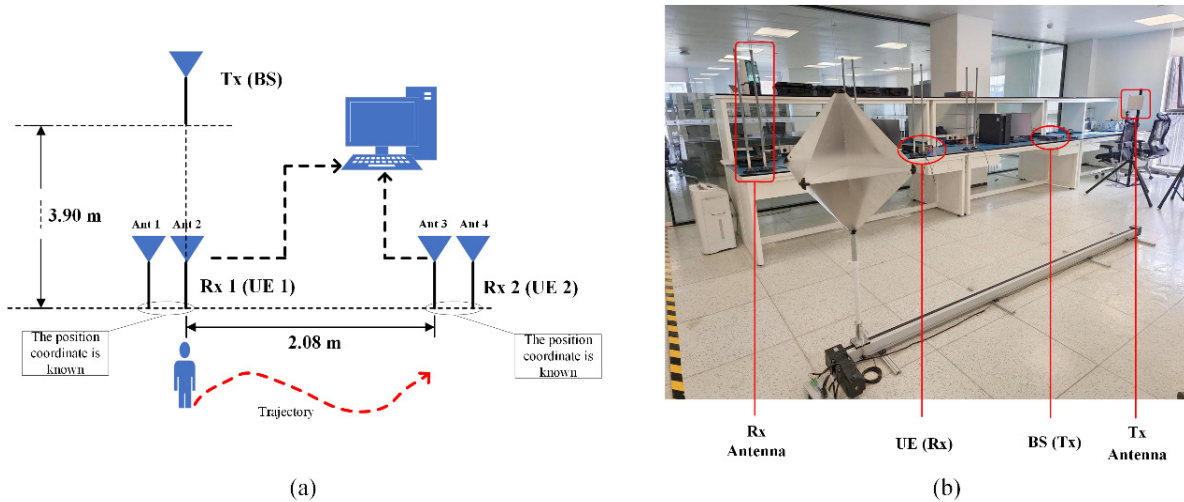 Tx (BS)
3.90 m
Ant 1
Ant 2
Ant 3
Ant 4
Rx 1 (UE 1)
Rx 2 (UE 2)
The position
coordinate is
known
2.08 m
The position
coordinate is
known
Trajectory
(a)
Rx
Antenna
UE (Rx)
BS (Tx)
Tx
Antenna
(b)